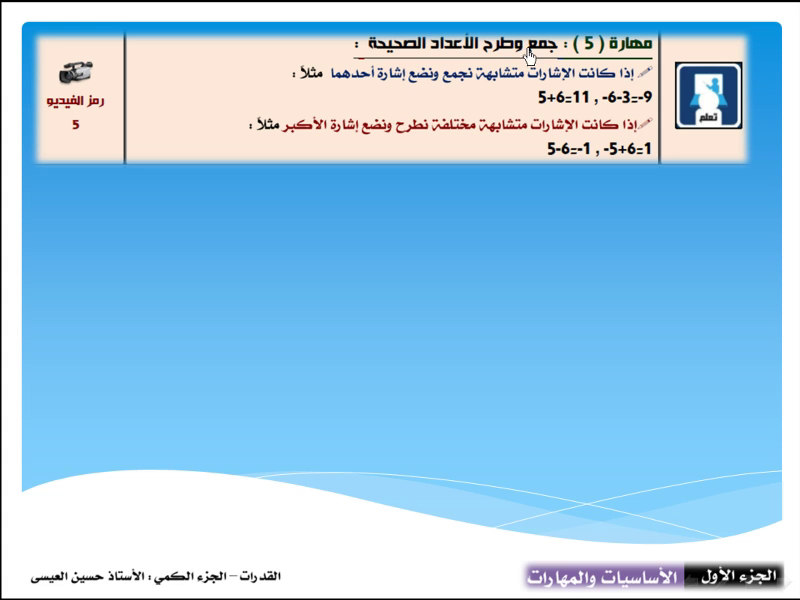 مهارة ( 5 ) : جمع وطرح الأعداد الصحيحة :
إذا كانت الإشارات متشابهة نجمع ونضع إشارة أحدهما مثلاً :
5+6=11 , -6-3=-9
إذا كانت الإشارات متشابهة مختلفة نطرح ونضع إشارة الأكبر مثلاً :
5-6=-1 , -5+6=1
تعلم
رمز الفيديو
5
الجزء الأول
الأساسيات والمهارات
القدرات – الجزء الكمي : الأستاذ حسين العيسى